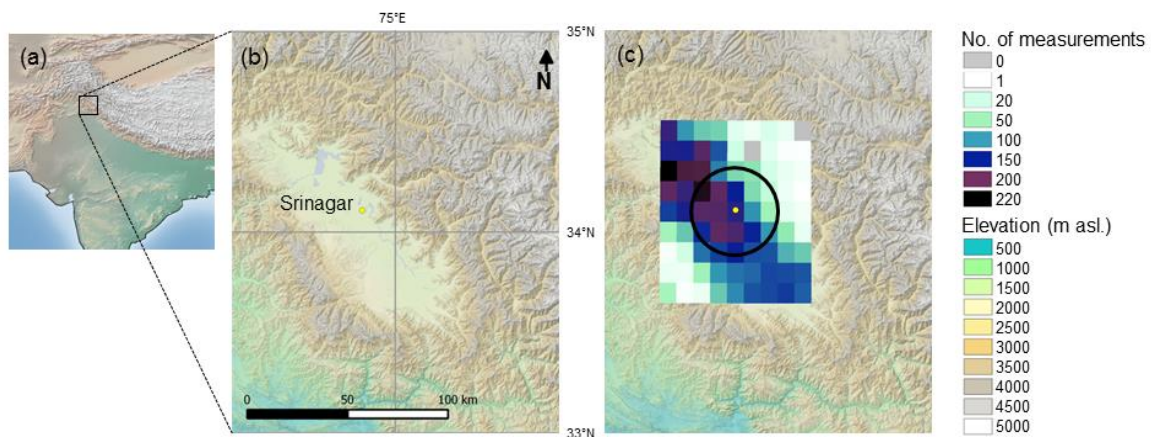 75°E
35°N
(a)
(b)
N
(c)
Srinagar
34°N
0
50
100 km
33°N
No. of measurements
0
1
20
50
100
150
200
220
Elevation (m asl.)
500
1000
1500
2000
2500
3000
3500
4000
4500
5000